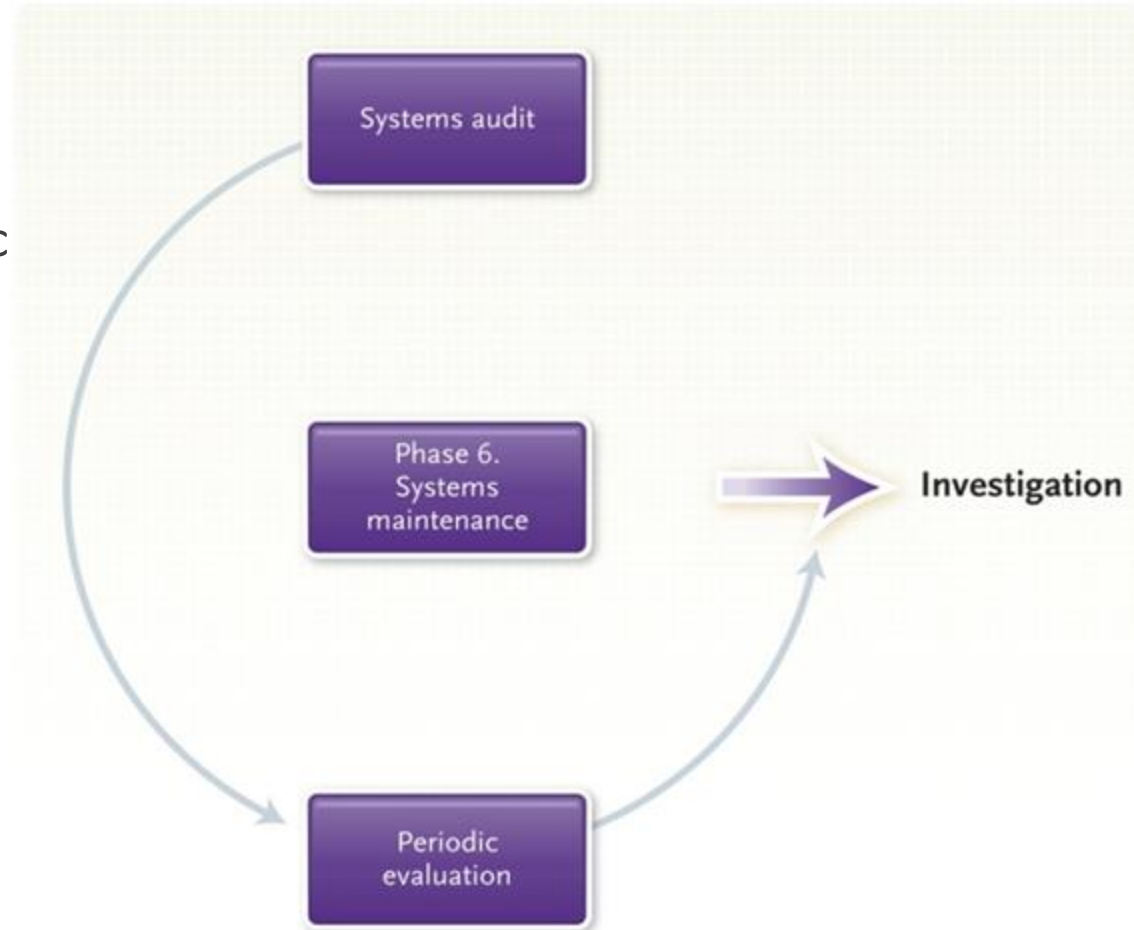 Systems audit
c
Phase 6.
Systems
maintenance
Investigation
Periodic
evaluation